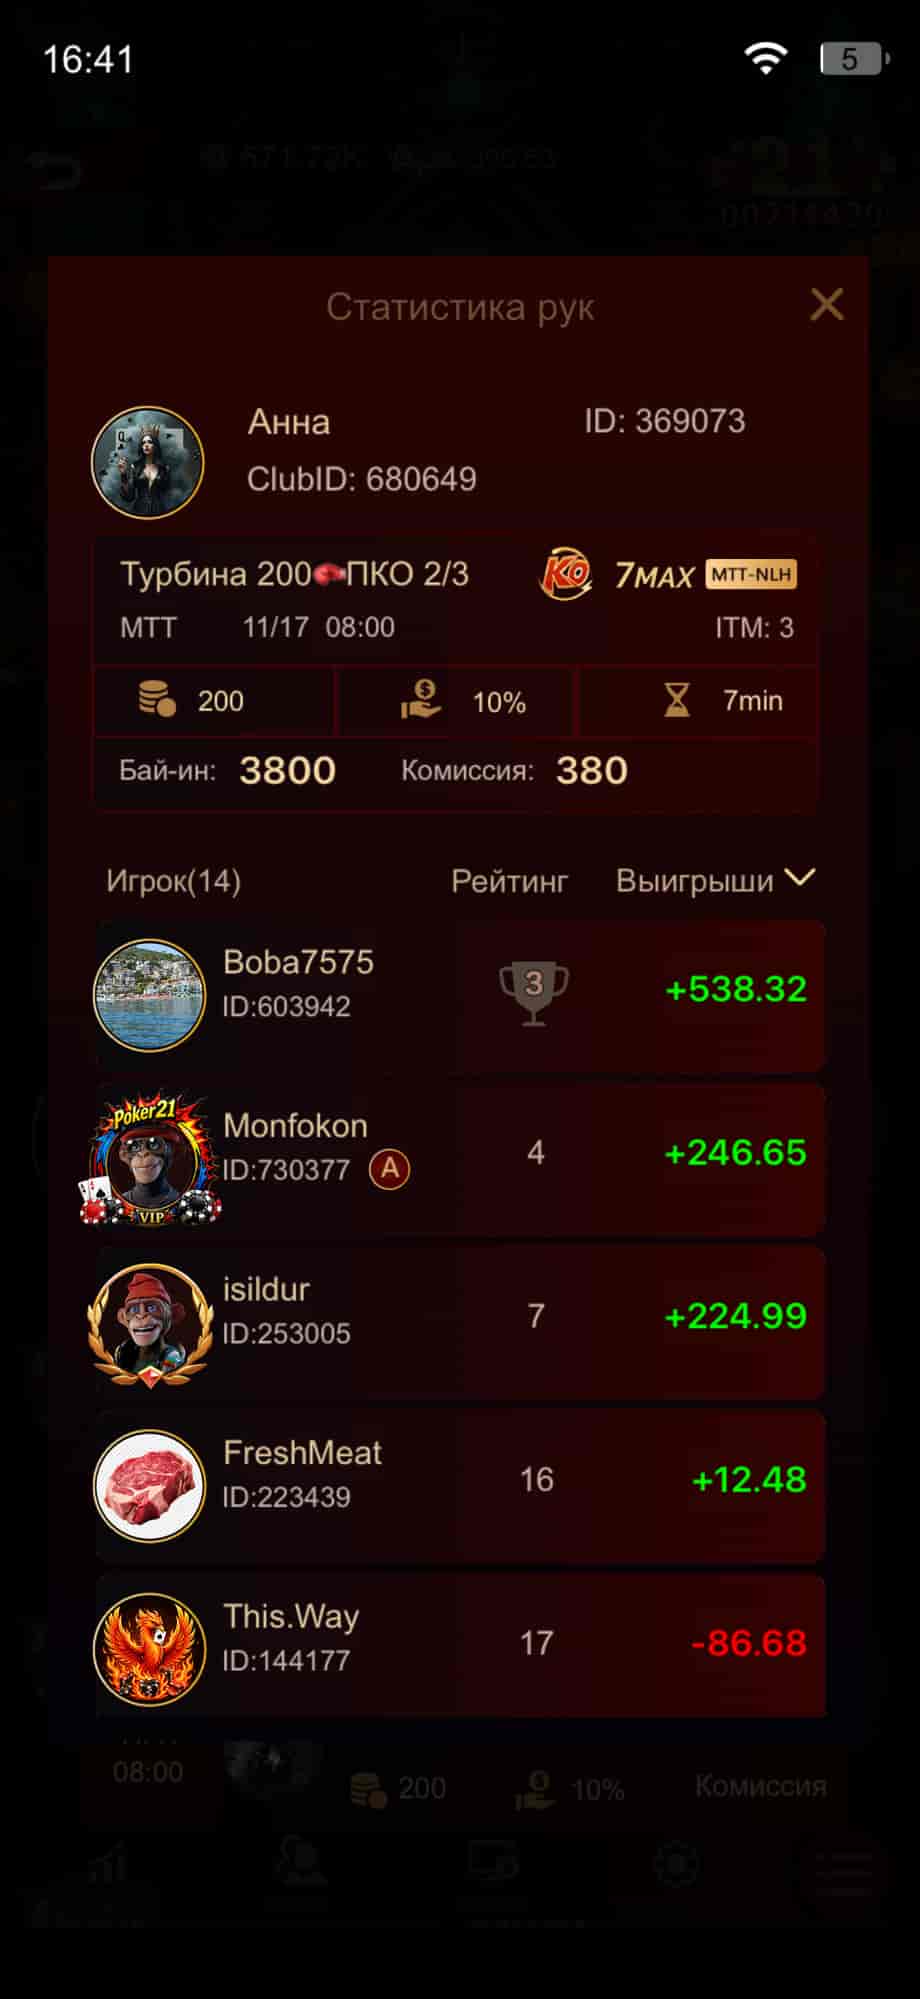 16:41
5
Статистика рук
Анна
ID: 369073
ClubID: 680649
Турбина 200🥊ПКО 2/3
KO
7MAX
MTT-NLH
MTT
11/17 08:00
ITM: 3
200
10%
7min
Бай-ин: 3800
Комиссия: 380
Игрок(14)
Рейтинг
Выигрыши
Boba7575
ID:603942
3
+538.32
Poker21
VIP
Monfokon
ID:730377
A
4
+246.65
isildur
ID:253005
7
+224.99
FreshMeat
ID:223439
16
+12.48
This.Way
ID:144177
17
-86.68
08:00
200
10%
Комиссия